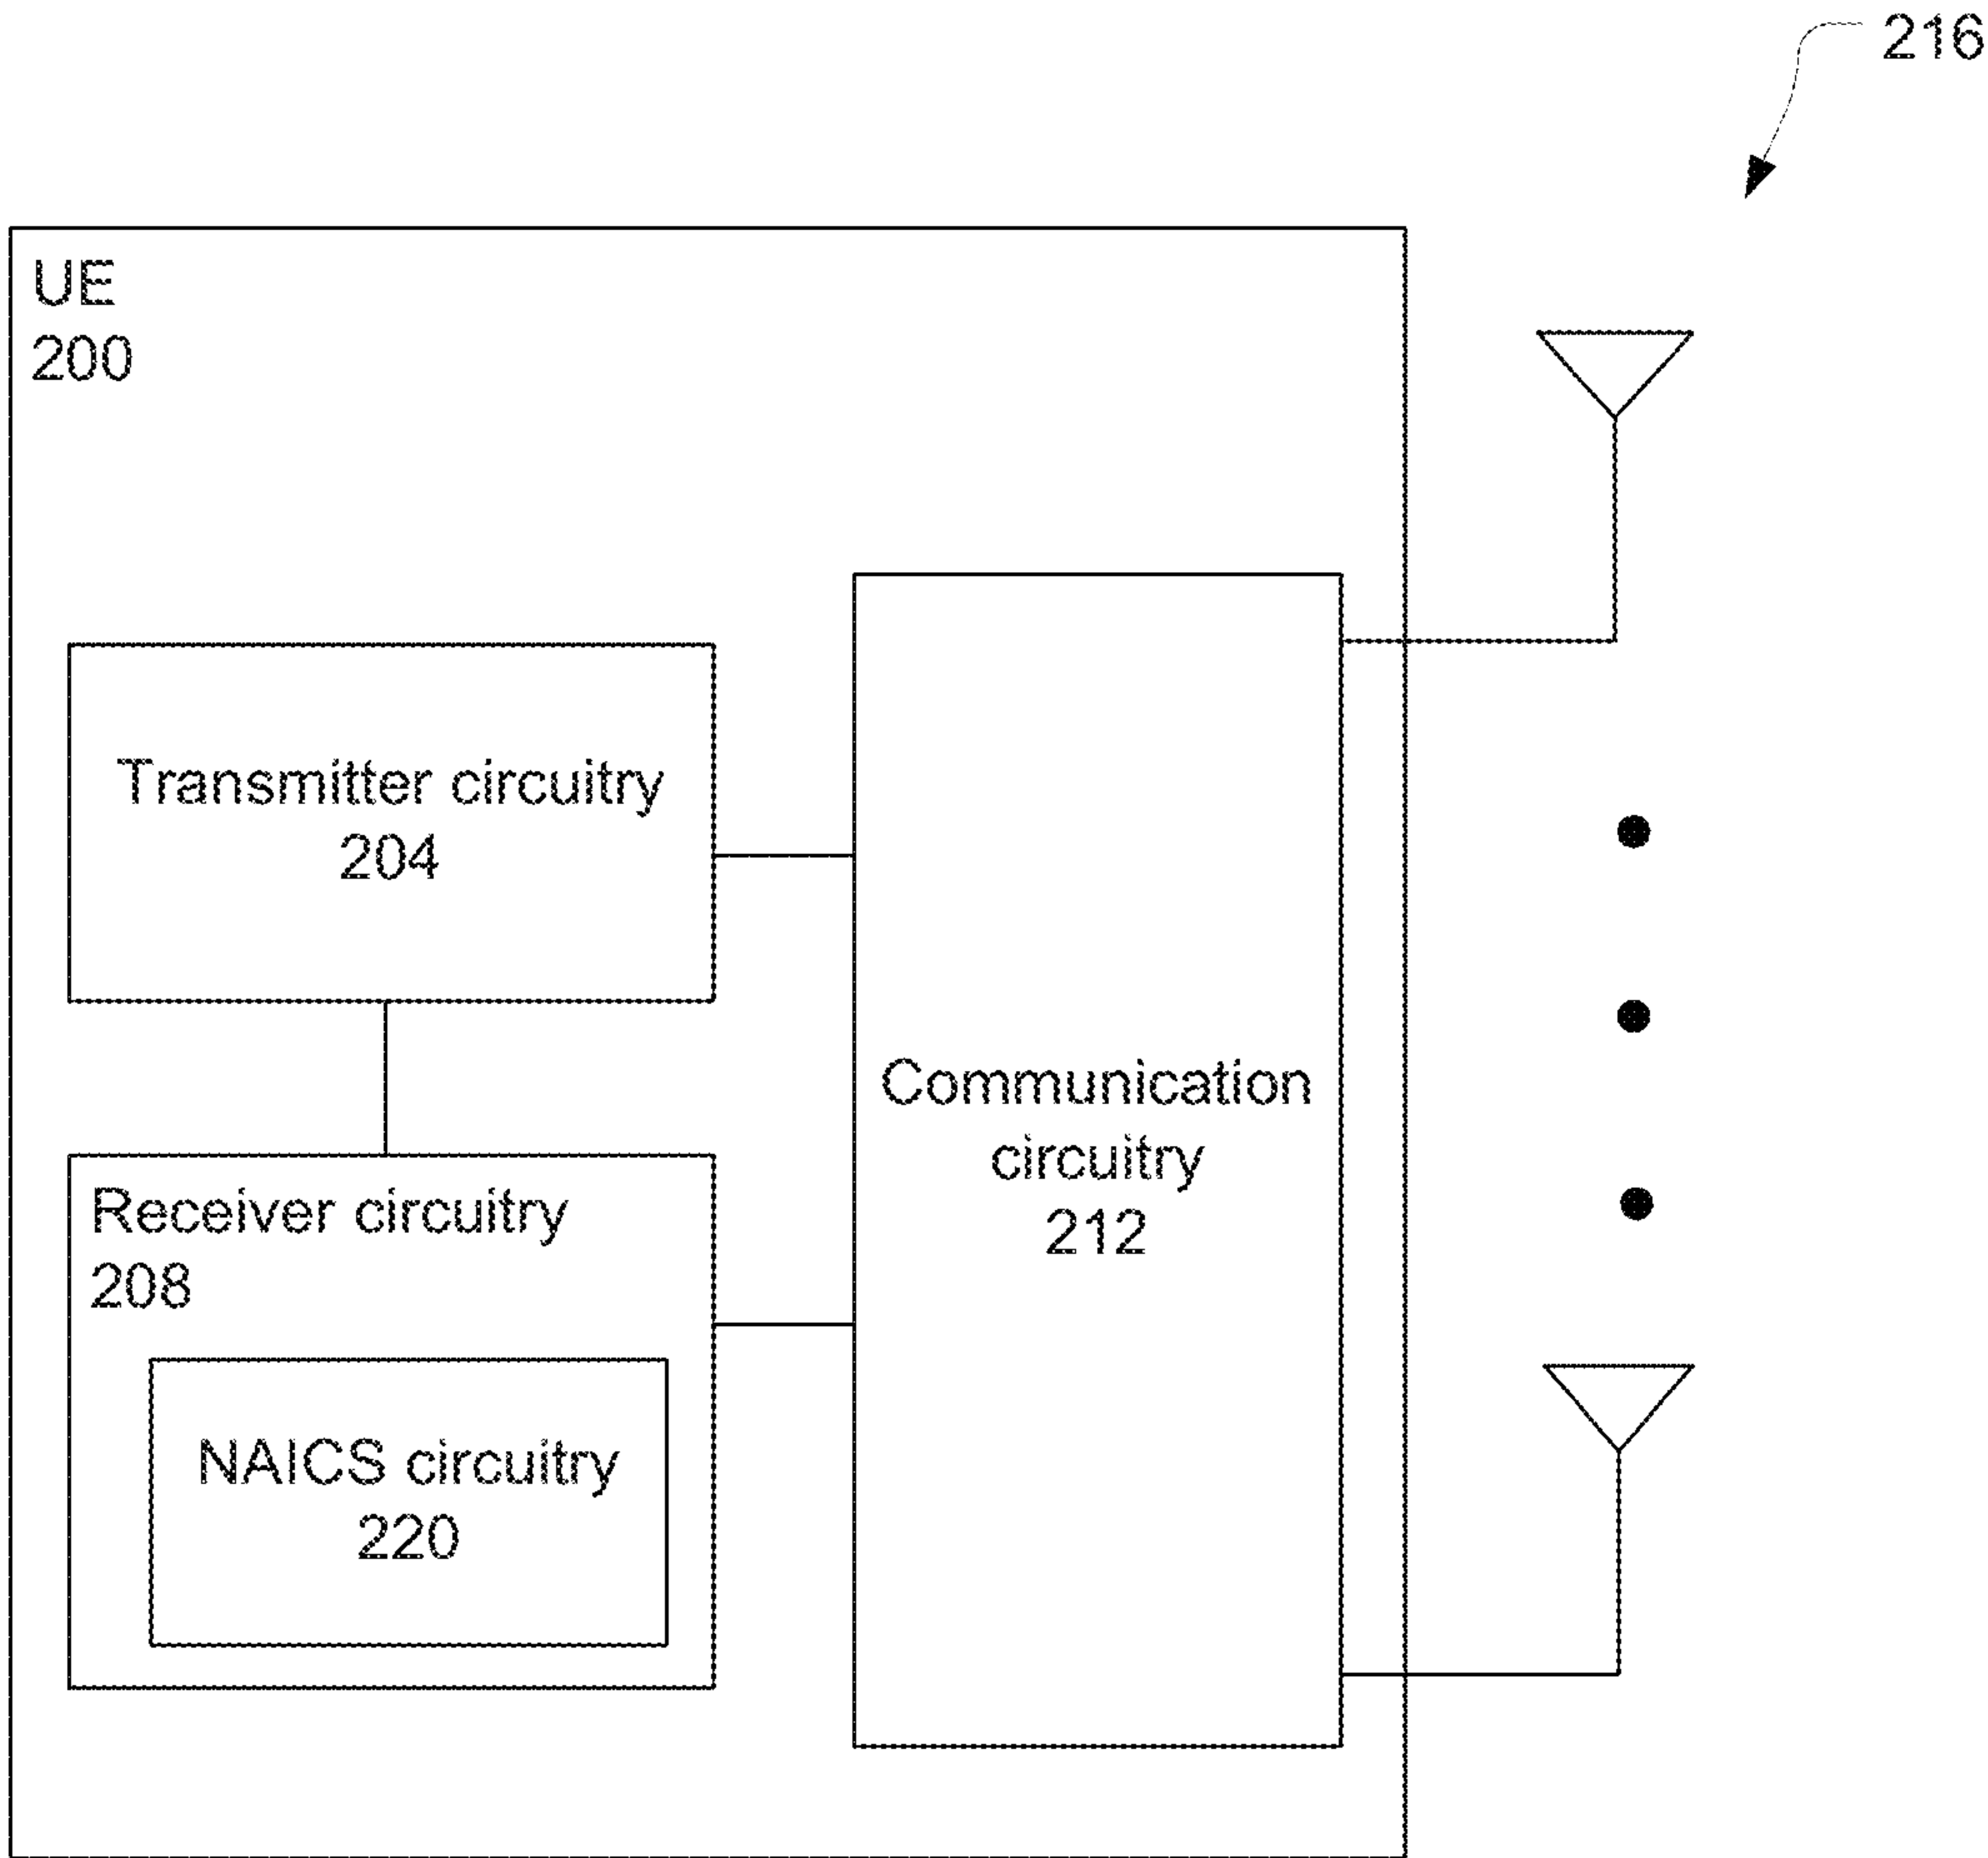 216
UE
200
Transmitter circuitry
204
Communication
circuitry
212
Receiver circuitry
208
NAICS circuitry
220